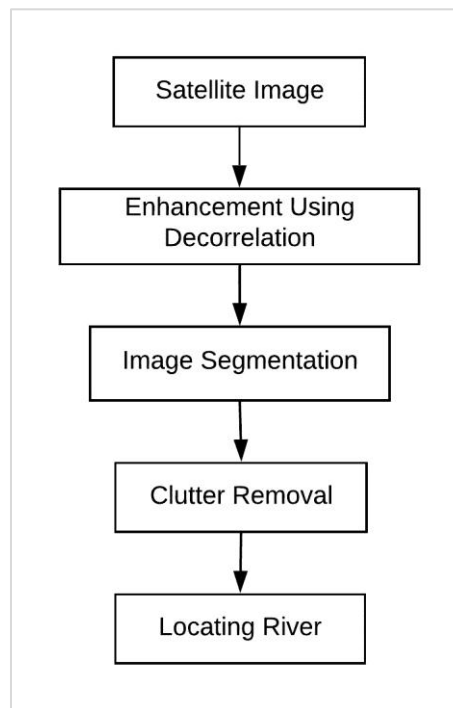 Satellite Image
Enhancement Using
Decorrelation
Image Segmentation
Clutter Removal
Locating River